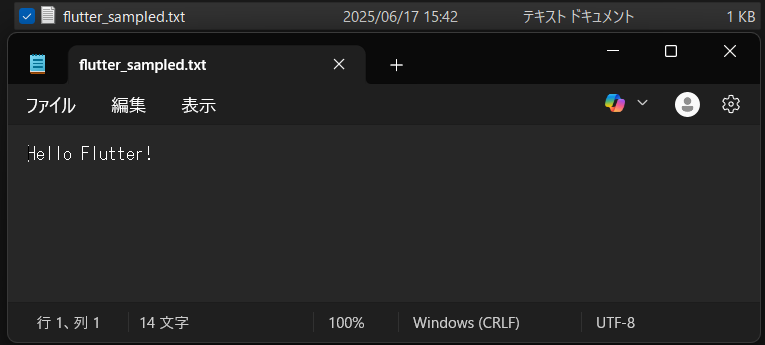 flutter_sampled.txt 2025/06/17 15:42 テキスト ドキュメント 1 KB
flutter_sampled.txt
ファイル 編集 表示
Hello Flutter!
行 1、列 1 14 文字 100% Windows (CRLF) UTF-8